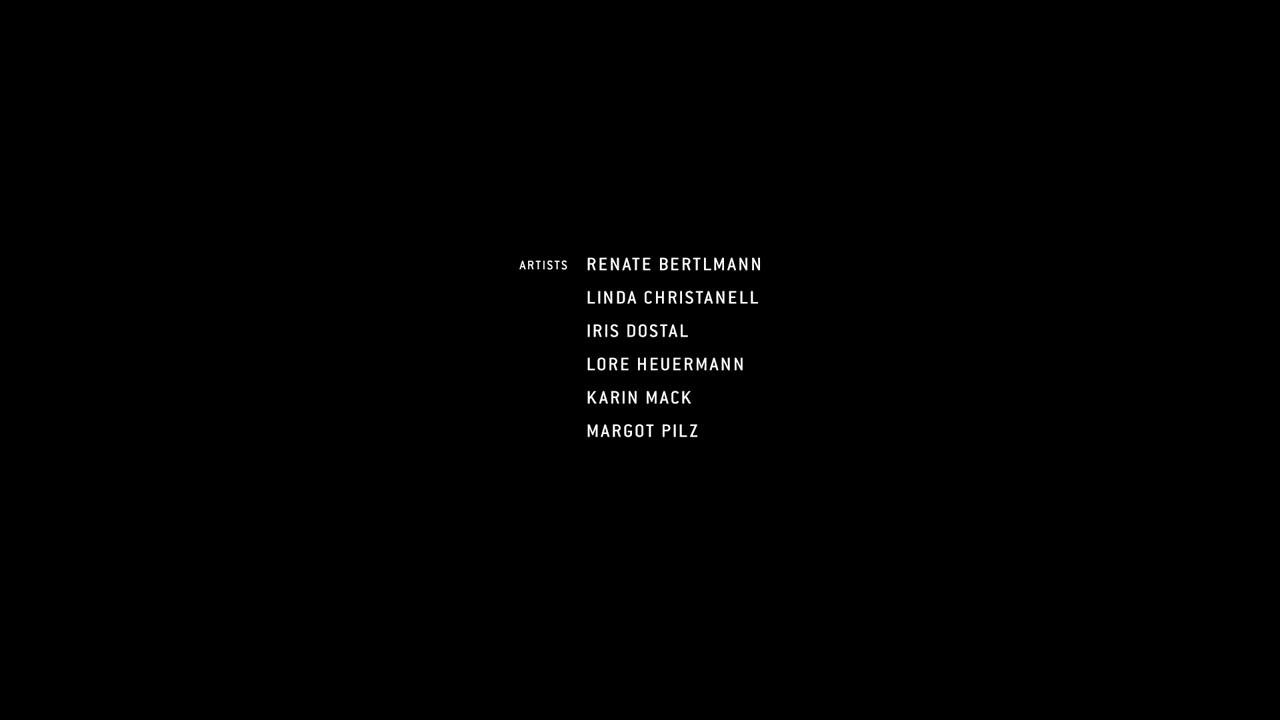 ARTISTS RENATE BERTLMANN
LINDA CHRISTANELL
IRIS DOSTAL
LORE HEUERMANN
KARIN MACK
MARGOT PILZ